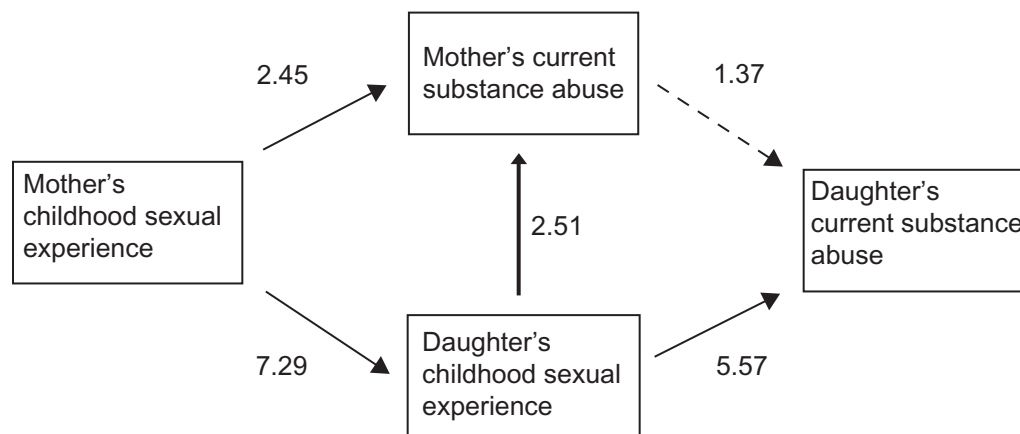 Mother’s current
substance abuse
2.45
1.37
Mother’s
childhood sexual
experience
Daughter’s
current substance
abuse
2.51
Daughter’s
childhood sexual
experience
7.29
5.57